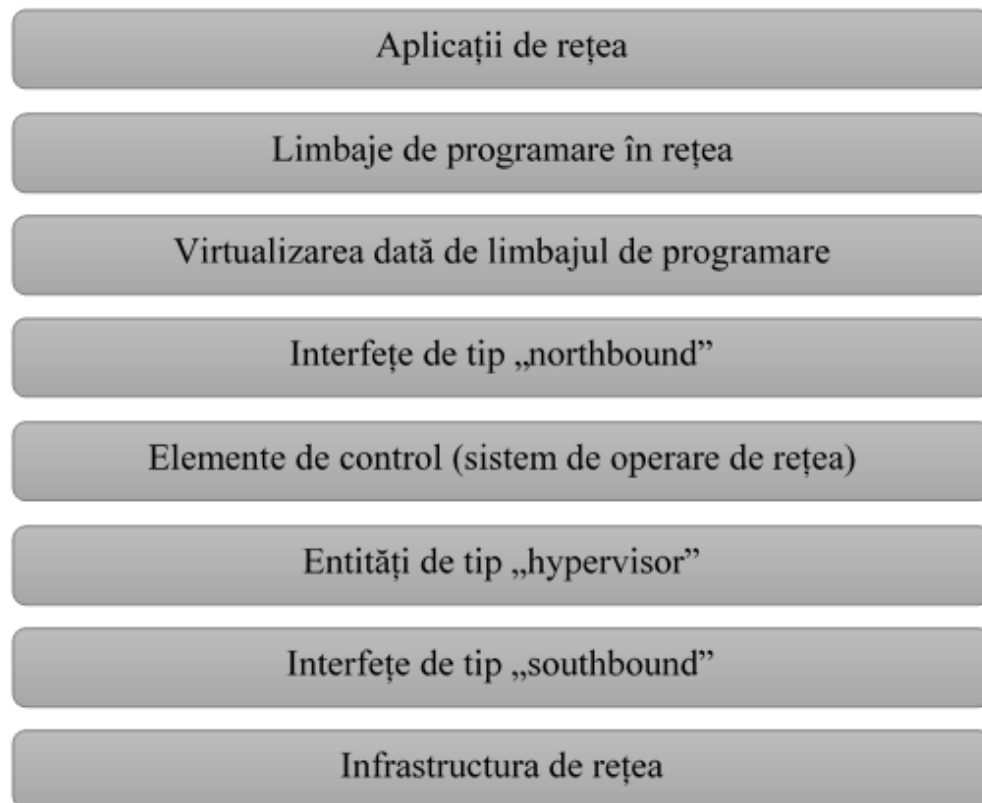 Aplicații de rețea
Limbaje de programare în rețea
Virtualizarea dată de limbajul de programare
Interfețe de tip „northbound”
Elemente de control (sistem de operare de rețea)
Entități de tip „hypervisor”
Interfețe de tip „southbound”
Infrastructura de rețea